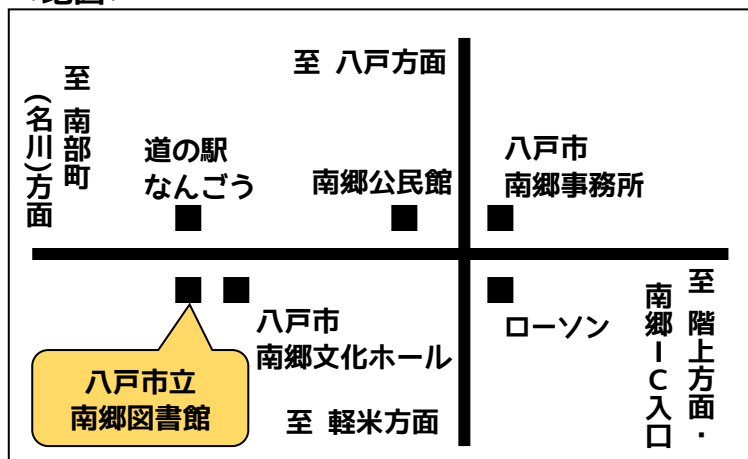 至 八戸方面
至 南部町
(名川)方面
道の駅
なんごう
南郷公民館
八戸市
南郷事務所
八戸市
南郷文化ホール
ローソン
至 階上方面・
南郷IC入口
八戸市立
南郷図書館
至 軽米方面